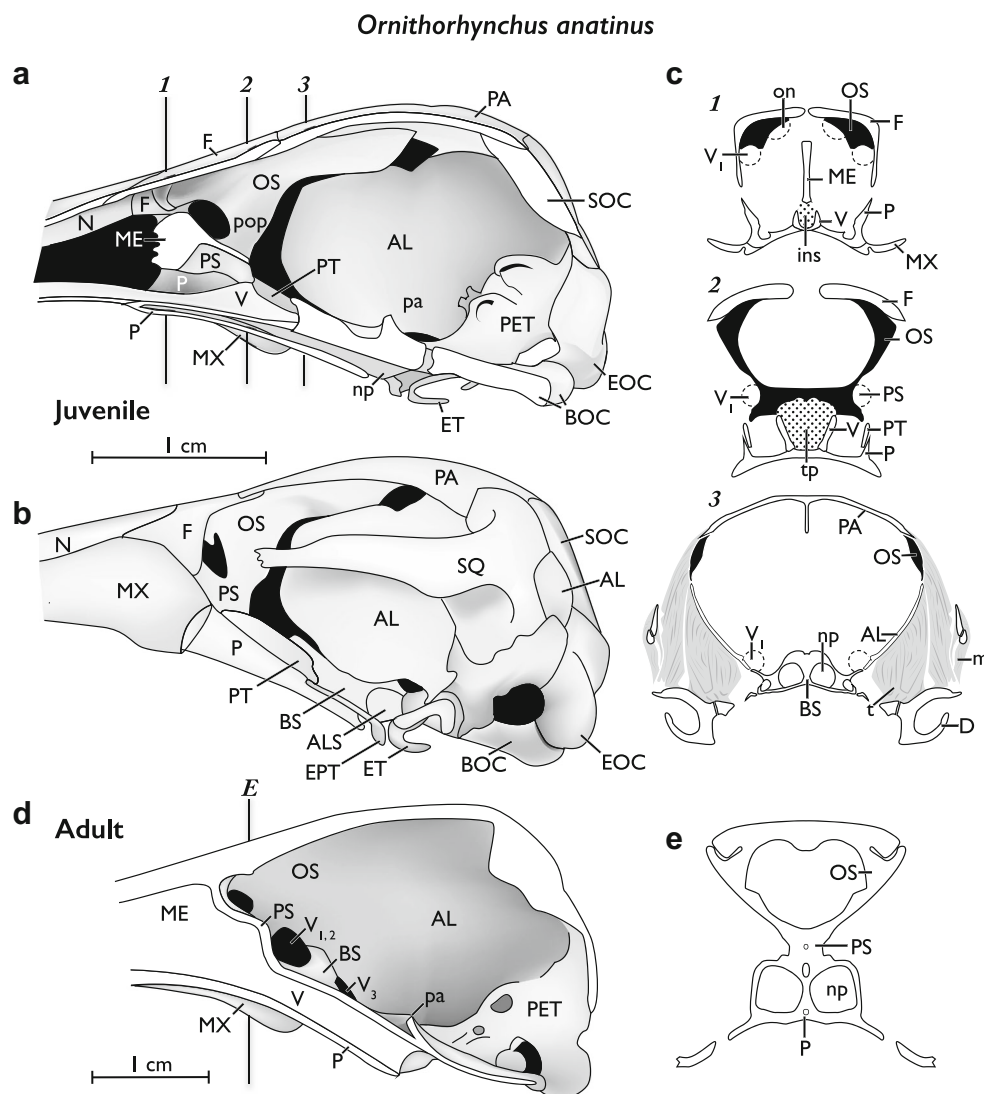 Ornithorhynchus anatinus
a
1 2 3
PA
F
OS
SOC
N
F
ME
pop
PS
PT
AL
P
V
pa
PET
P
MX
np
ET
BOC
EOC
Juvenile
1 cm
b
PA
N
F
OS
SOC
MX
PS
SQ
AL
AL
P
PT
BS
ALS
EPT
ET
BOC
EOC
c
1
on
OS
F
V1
ME
V
P
ins
MX
2
F
OS
V1
PS
V
PT
P
tp
3
PA
OS
V1
np
AL
m
BS
t
D
d
Adult
E
OS
ME
PS
AL
V1,2
BS
V3
V
pa
PET
MX
P
1 cm
e
OS
PS
np
P